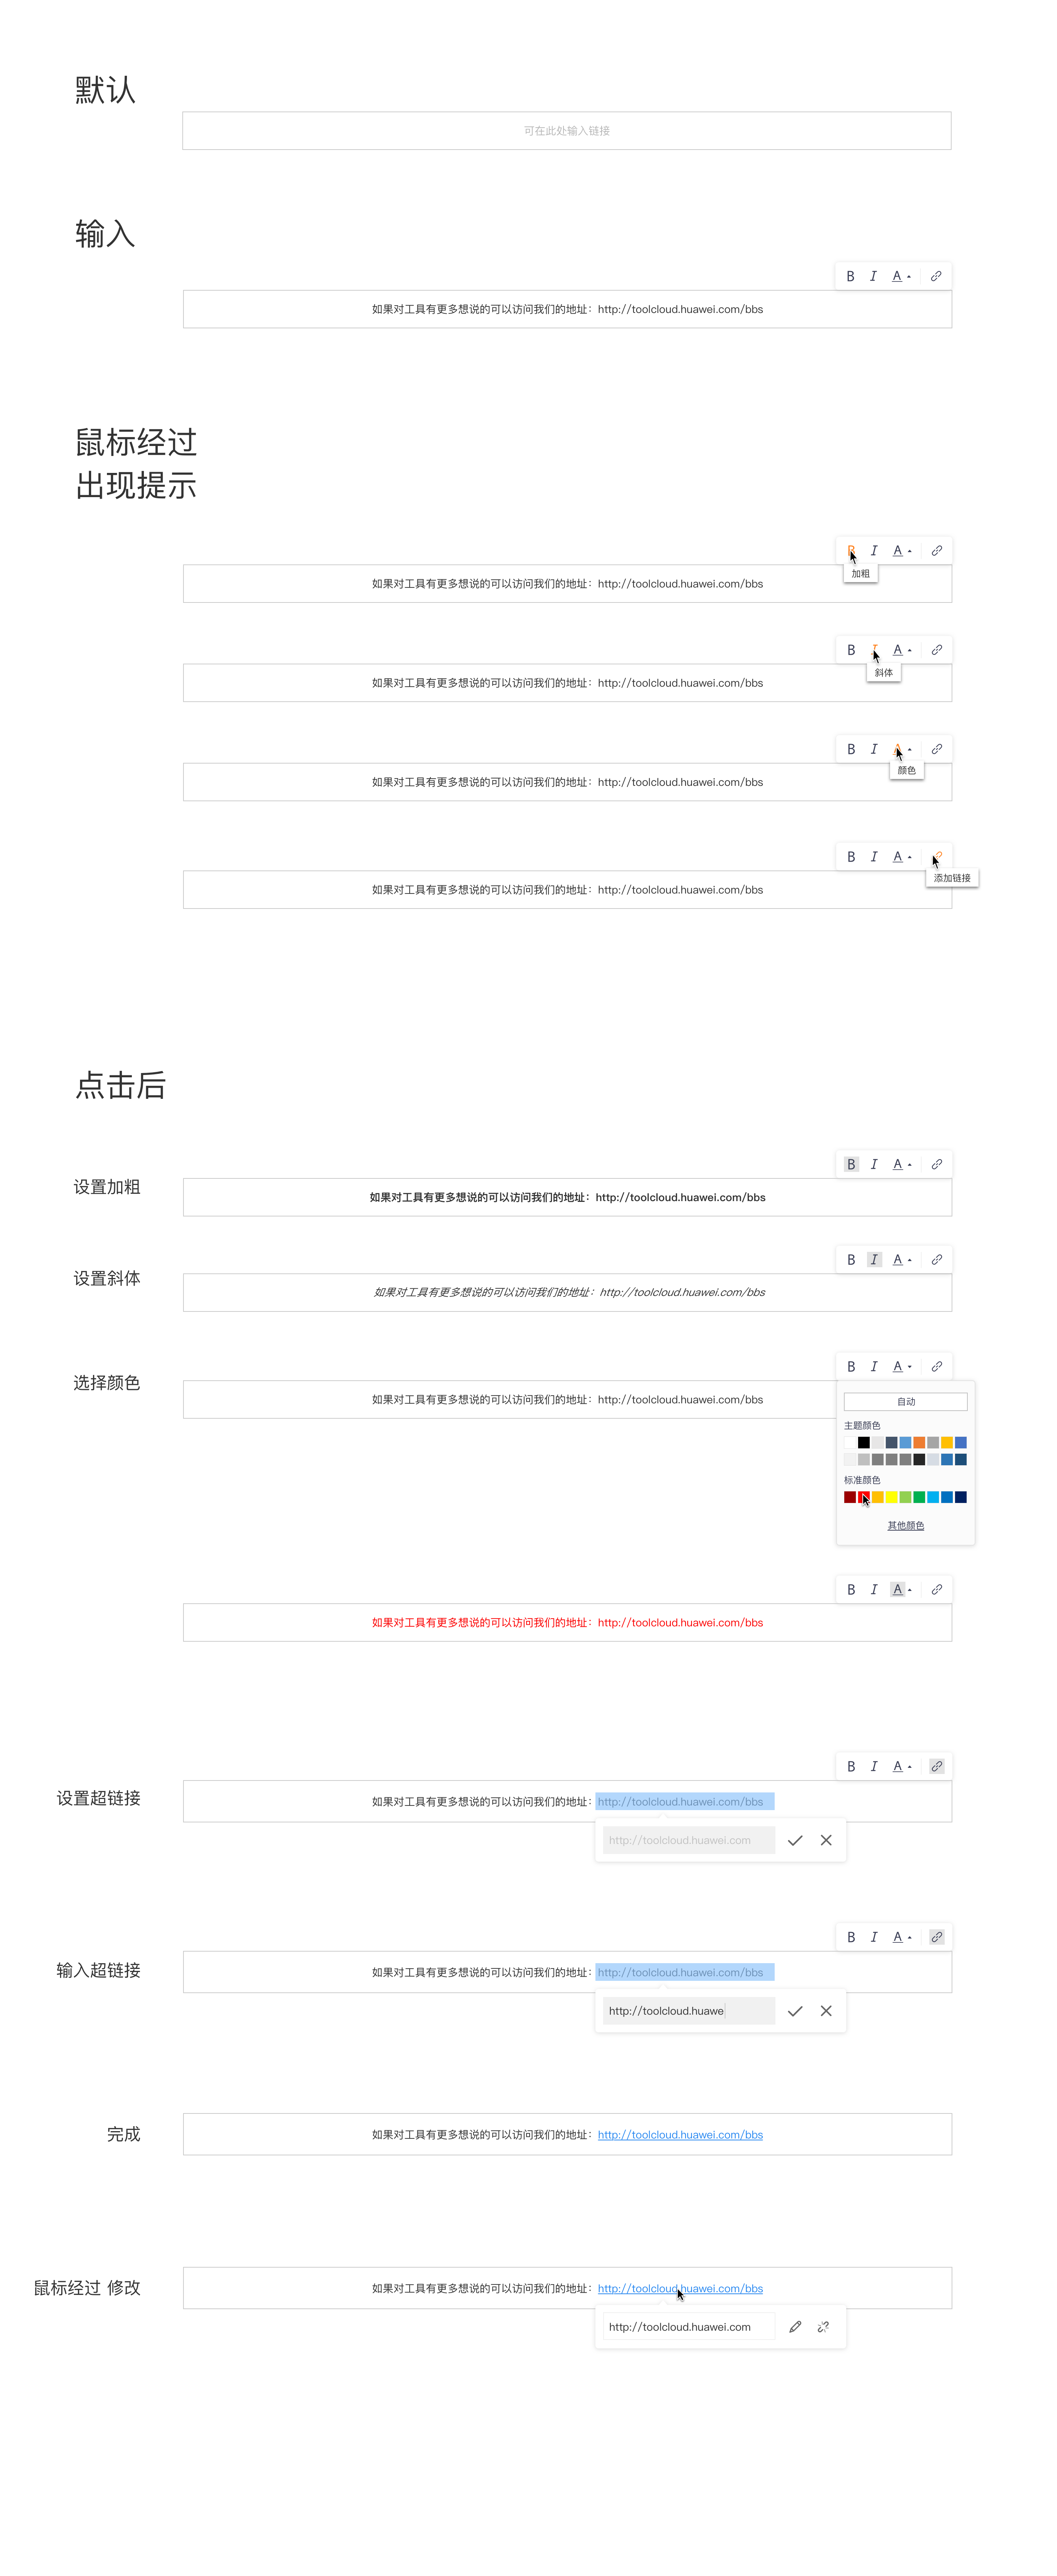 默认
可在此处输入链接
输入
B I A
如果对工具有更多想说的可以访问我们的地址：http://toolcloud.huawei.com/bbs
鼠标经过
出现提示
B I A
加粗
如果对工具有更多想说的可以访问我们的地址：http://toolcloud.huawei.com/bbs
B I A
斜体
如果对工具有更多想说的可以访问我们的地址：http://toolcloud.huawei.com/bbs
B I A
颜色
如果对工具有更多想说的可以访问我们的地址：http://toolcloud.huawei.com/bbs
B I A
添加链接
如果对工具有更多想说的可以访问我们的地址：http://toolcloud.huawei.com/bbs
点击后
B I A
设置加粗
如果对工具有更多想说的可以访问我们的地址：http://toolcloud.huawei.com/bbs
B I A
设置斜体
如果对工具有更多想说的可以访问我们的地址：http://toolcloud.huawei.com/bbs
B I A
选择颜色
如果对工具有更多想说的可以访问我们的地址：http://toolcloud.huawei.com/bbs
自动
主题颜色
标准颜色
其他颜色
B I A
如果对工具有更多想说的可以访问我们的地址：http://toolcloud.huawei.com/bbs
B I A
设置超链接
如果对工具有更多想说的可以访问我们的地址：http://toolcloud.huawei.com/bbs
http://toolcloud.huawei.com
B I A
输入超链接
如果对工具有更多想说的可以访问我们的地址：http://toolcloud.huawei.com/bbs
http://toolcloud.huawe
完成
如果对工具有更多想说的可以访问我们的地址：http://toolcloud.huawei.com/bbs
鼠标经过 修改
如果对工具有更多想说的可以访问我们的地址：http://toolcloud.huawei.com/bbs
http://toolcloud.huawei.com